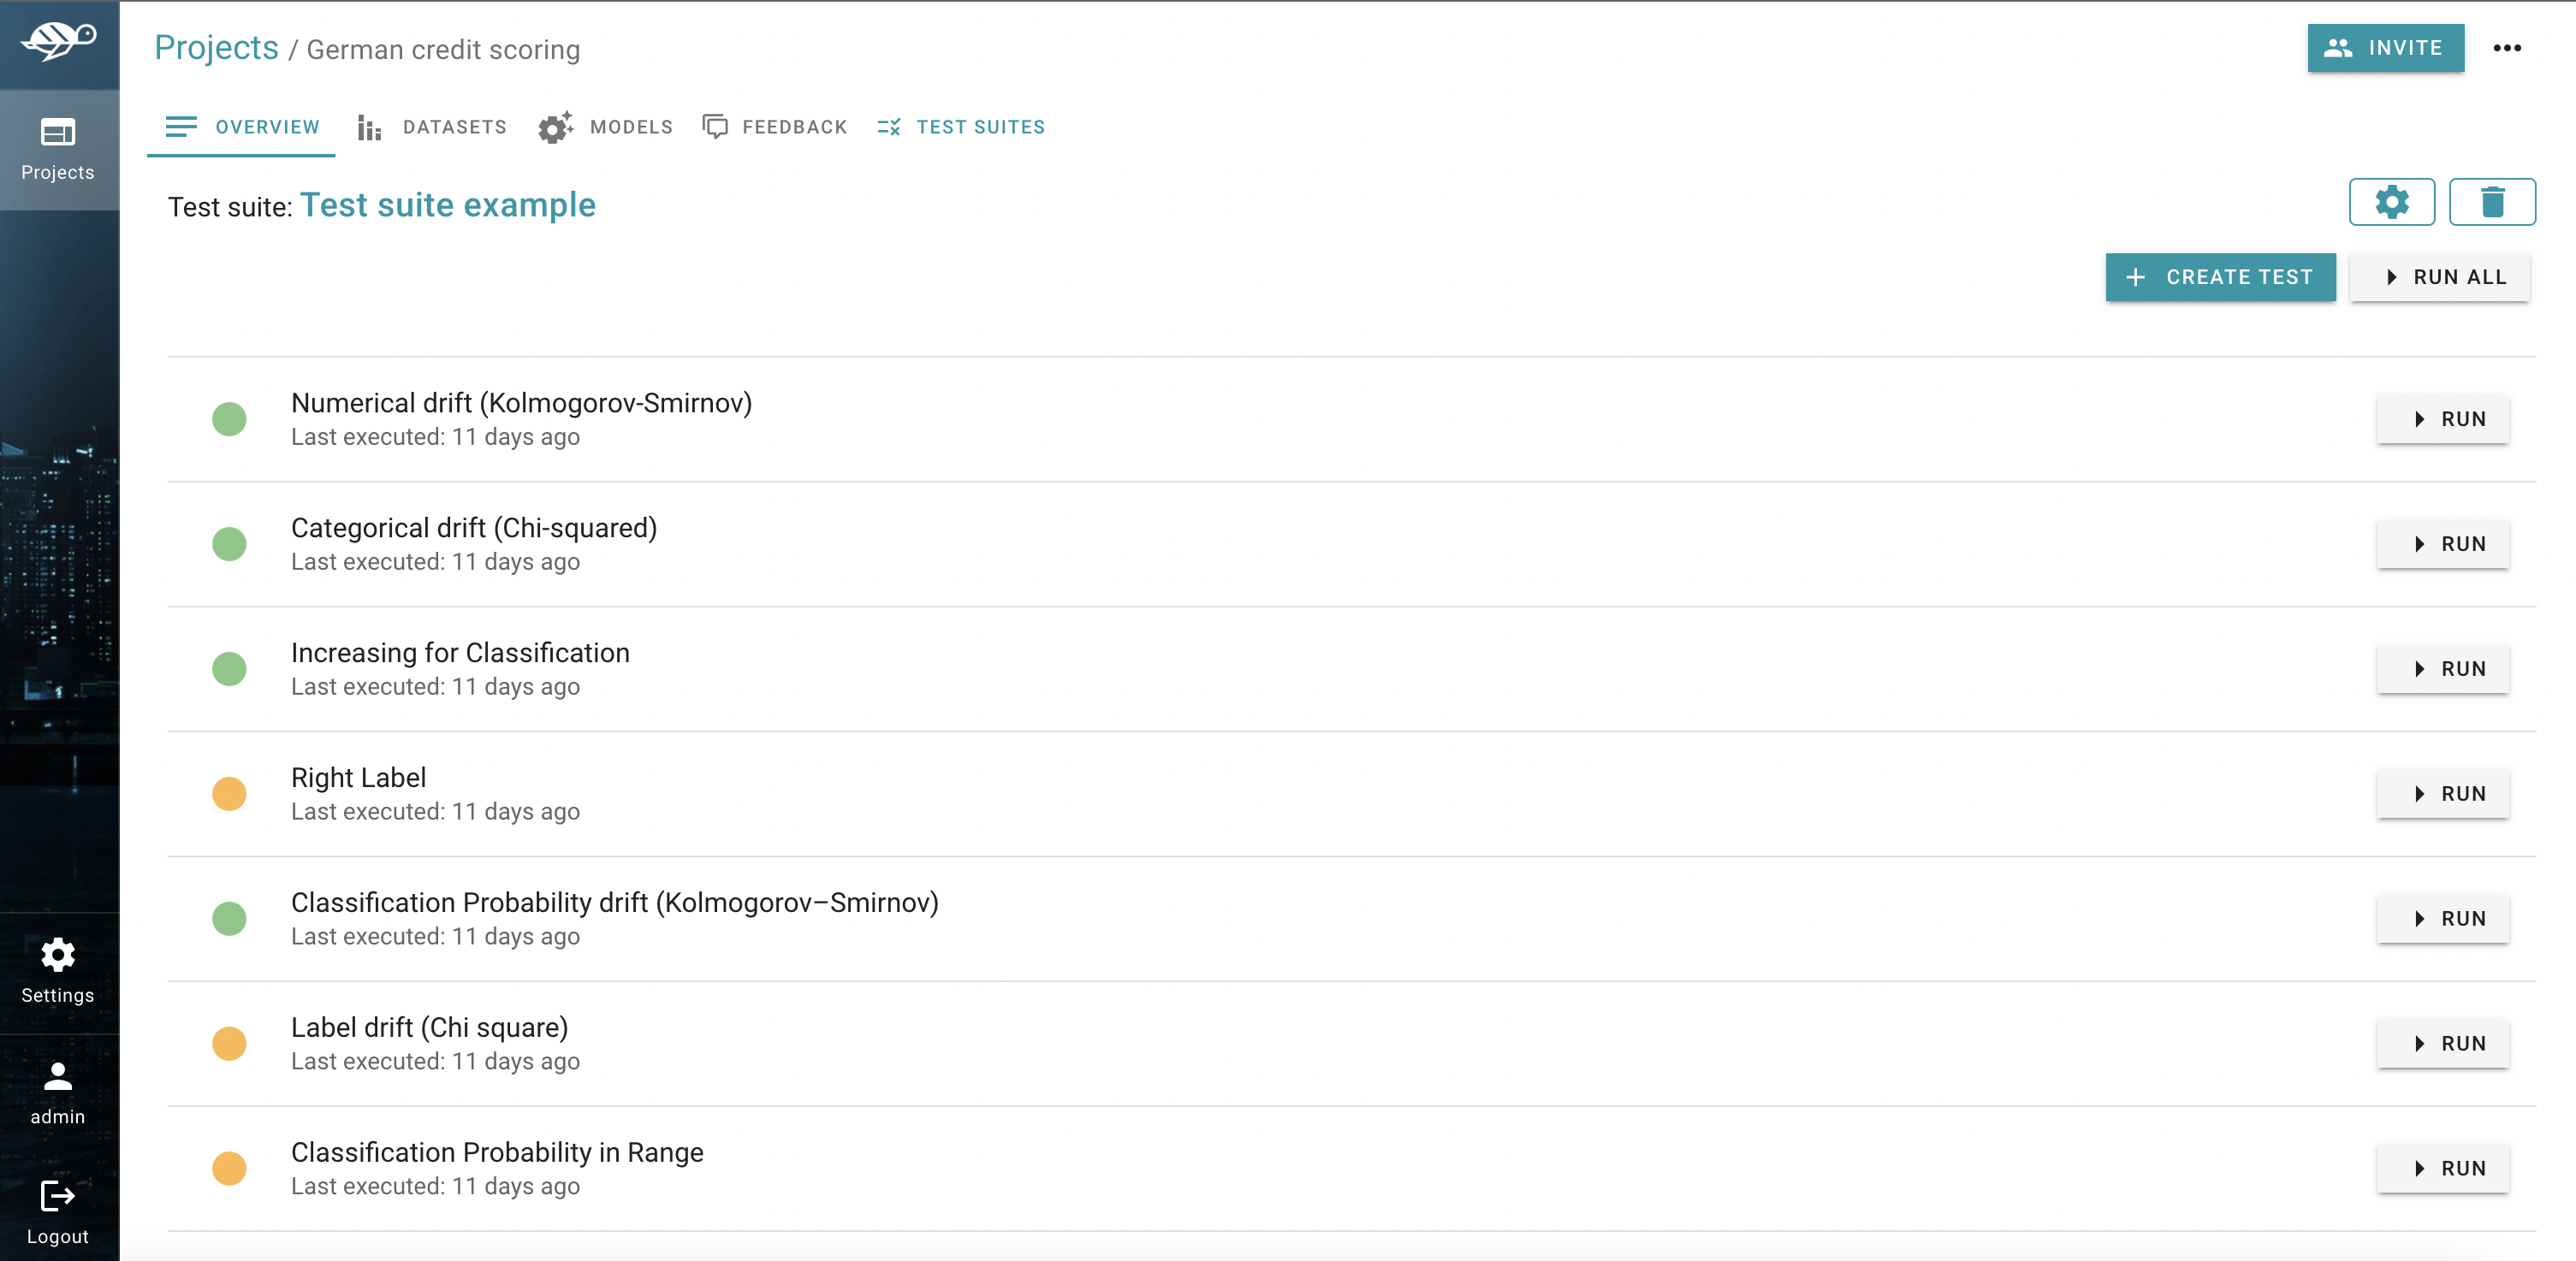 Projects / German credit scoring
INVITE
OVERVIEW DATASETS MODELS FEEDBACK TEST SUITES
Projects
Test suite: Test suite example
CREATE TEST RUN ALL
Numerical drift (Kolmogorov-Smirnov)
Last executed: 11 days ago
RUN
Categorical drift (Chi-squared)
Last executed: 11 days ago
RUN
Increasing for Classification
Last executed: 11 days ago
RUN
Right Label
Last executed: 11 days ago
RUN
Classification Probability drift (Kolmogorov–Smirnov)
Last executed: 11 days ago
RUN
Label drift (Chi square)
Last executed: 11 days ago
RUN
Classification Probability in Range
Last executed: 11 days ago
RUN
Settings
admin
Logout